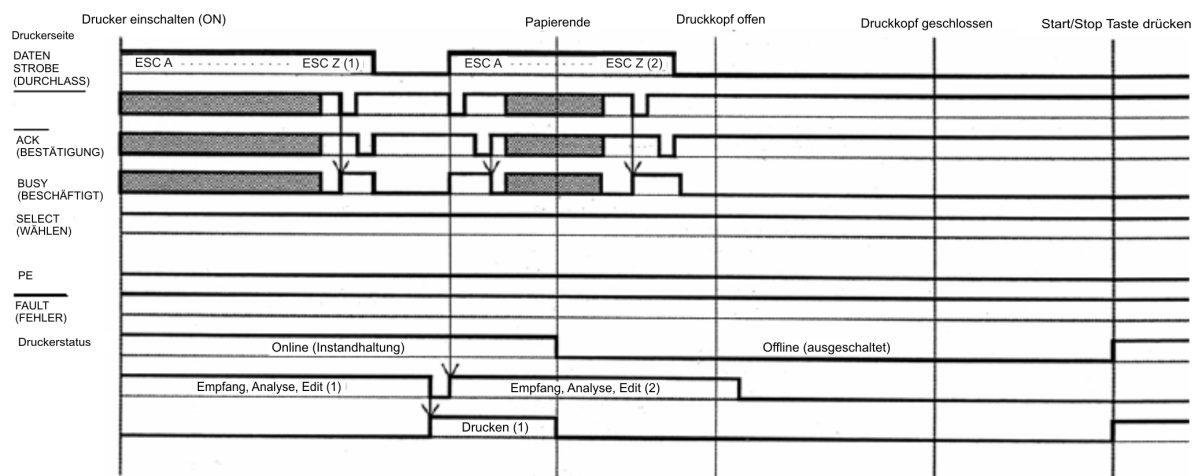 Drucker einschalten (ON)
Papierende
Druckkopf offen
Druckkopf geschlossen
Start/Stop Taste drücken
Druckerseite
DATEN
STROBE
(DURCHLASS)
ESC A - - - - - - - - - - - - ESC Z (1)
ESC A - - - - - - - - - ESC Z (2)
ACK
(BESTÄTIGUNG)
BUSY
(BESCHÄFTIGT)
SELECT
(WÄHLEN)
PE
FAULT
(FEHLER)
Druckerstatus
Online (Instandhaltung)
Offline (ausgeschaltet)
Empfang, Analyse, Edit (1)
Empfang, Analyse, Edit (2)
Drucken (1)